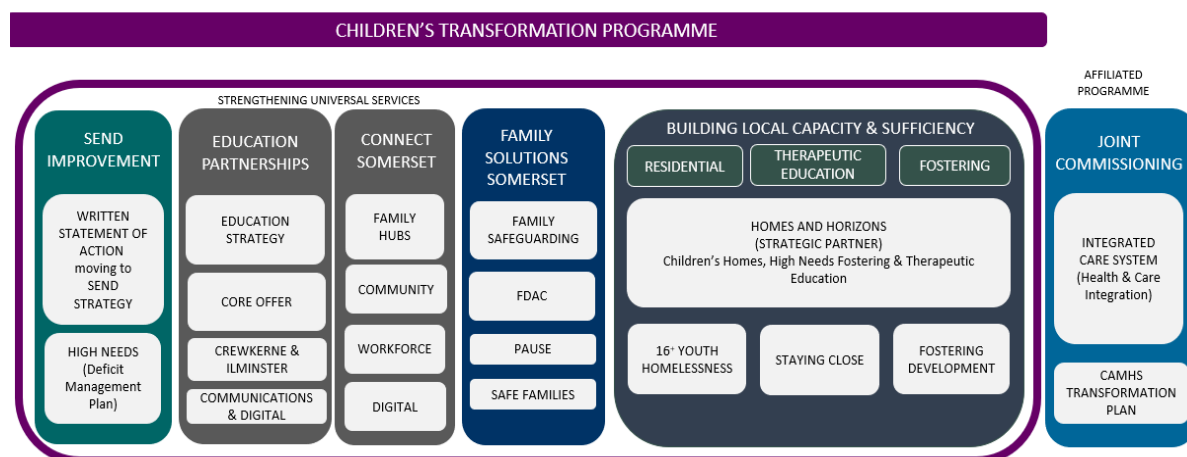 CHILDREN'S TRANSFORMATION PROGRAMME
AFFILIATED
PROGRAMME
STRENGTHENING UNIVERSAL SERVICES
SEND
IMPROVEMENT
WRITTEN
STATEMENT OF
ACTION
moving to
SEND
STRATEGY
HIGH NEEDS
(Deficit
Management
Plan)
EDUCATION
PARTNERSHIPS
EDUCATION
STRATEGY
CORE OFFER
CREWKERNE &
ILMINSTER
COMMUNICATIONS
& DIGITAL
CONNECT
SOMERSET
FAMILY
HUBS
COMMUNITY
WORKFORCE
DIGITAL
FAMILY
SOLUTIONS
SOMERSET
FAMILY
SAFEGUARDING
FDAC
PAUSE
SAFE FAMILIES
BUILDING LOCAL CAPACITY & SUFFICIENCY
RESIDENTIAL
THERAPEUTIC
EDUCATION
FOSTERING
HOMES AND HORIZONS
(STRATEGIC PARTNER)
Children's Homes, High Needs Fostering & Therapeutic
Education
16⁺ YOUTH
HOMELESSNESS
STAYING CLOSE
FOSTERING
DEVELOPMENT
JOINT
COMMISSIONING
INTEGRATED
CARE SYSTEM
(Health & Care
Integration)
CAMHS
TRANSFORMATION
PLAN